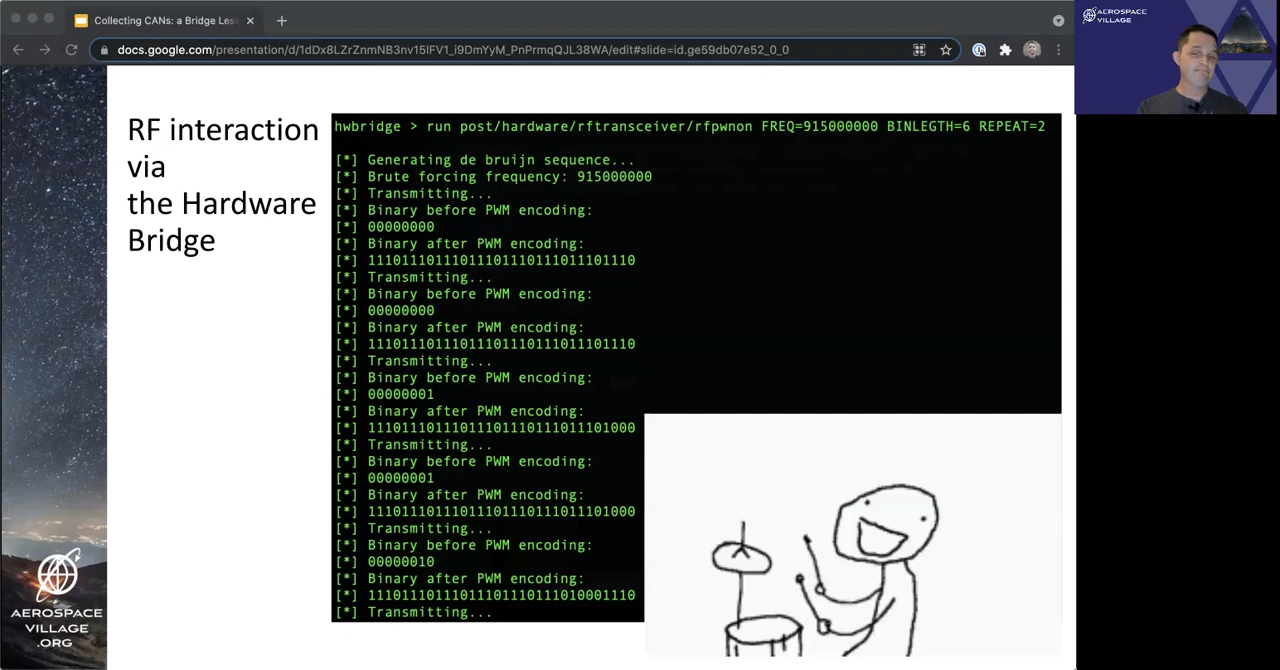 Collecting CANs: a Bridge Les
docs.google.com/presentation/d/1dDx8LZrZnmNB3nv15lFV1_i9DmYyM_PnPrmqQJL38WA/edit#slide=id.ge59db07e52_0_0
AEROSPACE
VILLAGE
RF interaction
via
the Hardware
Bridge
hwbridge > run post/hardware/rftransceiver/rfpwnon FREQ=915000000 BINLEGTH=6 REPEAT=2
[*] Generating de bruijn sequence...
[*] Brute forcing frequency: 915000000
[*] Transmitting...
[*] Binary before PWM encoding:
[*] 00000000
[*] Binary after PWM encoding:
[*] 11101110111011101110111011101110
[*] Transmitting...
[*] Binary before PWM encoding:
[*] 00000000
[*] Binary after PWM encoding:
[*] 11101110111011101110111011101110
[*] Transmitting...
[*] Binary before PWM encoding:
[*] 00000001
[*] Binary after PWM encoding:
[*] 11101110111011101110111011101000
[*] Transmitting...
[*] Binary before PWM encoding:
[*] 00000001
[*] Binary after PWM encoding:
[*] 11101110111011101110111011101000
[*] Transmitting...
[*] Binary before PWM encoding:
[*] 00000010
[*] Binary after PWM encoding:
[*] 11101110111011101110111010001110
[*] Transmitting...
AEROSPACE
VILLAGE
.ORG